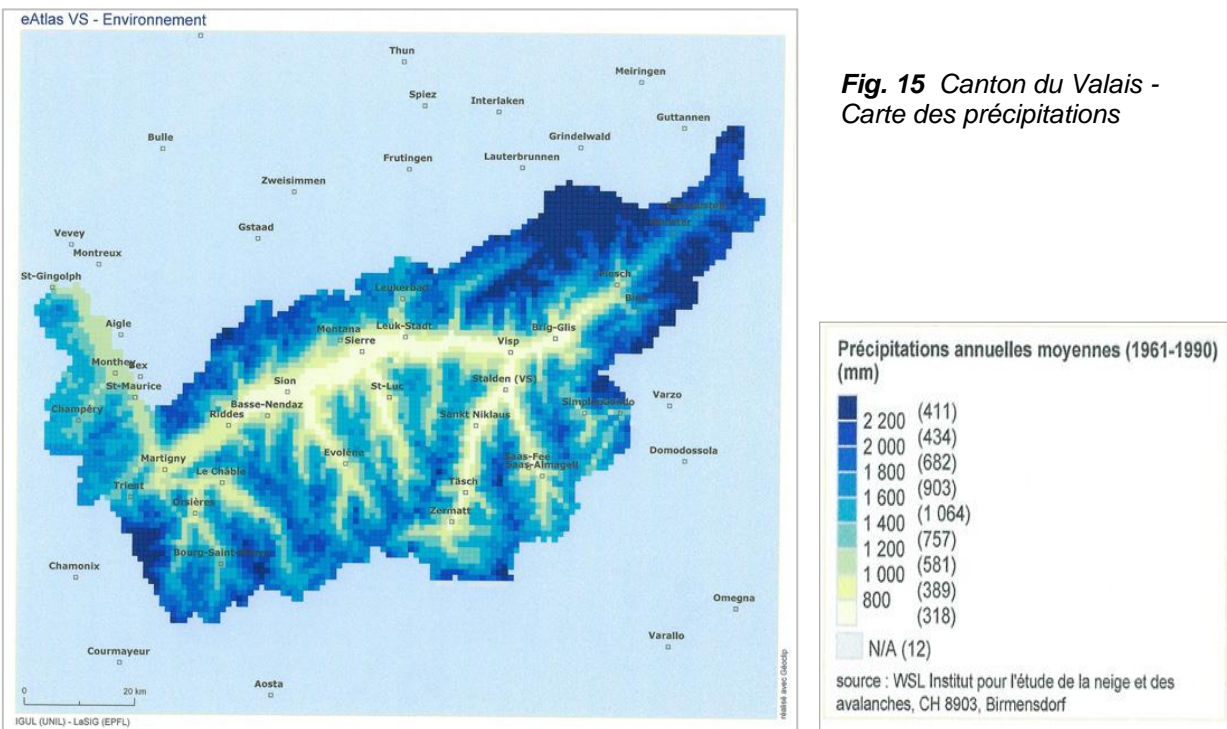 eAtlas VS - Environnement
Thun
Meiringen
Spiez
Interlaken
Guttannen
Bulle
Grindelwald
Frutingen
Lauterbrunnen
Zweisimmen
Gstaad
Vevey
Montreux
St-Gingolph
Fiesch
Leukerbad
Aigle
Montana
Leuk-Stadt
Brig-Glis
Sierre
Visp
Monthey
Bex
St-Maurice
Sion
St-Luc
Stalden (VS)
Varzo
Champéry
Basse-Nendaz
Riddes
Sankt Niklaus
Martigny
Evolène
Domodossola
Saas-Fee
Saas-Almagell
Le Châble
Trient
Täsch
Orsières
Zermatt
Chamonix
Omegna
Varallo
Courmayeur
Aosta
0 20 km
réalisé avec Géoclip
IGUL (UNIL) - LaSIG (EPFL)
Fig. 15 Canton du Valais -
Carte des précipitations
Précipitations annuelles moyennes (1961-1990)
(mm)
(411)
2 200
(434)
2 000
(682)
1 800
(903)
1 600
(1 064)
1 400
(757)
1 200
(581)
1 000
(389)
800
(318)
N/A (12)
source : WSL Institut pour l'étude de la neige et des
avalanches, CH 8903, Birmensdorf